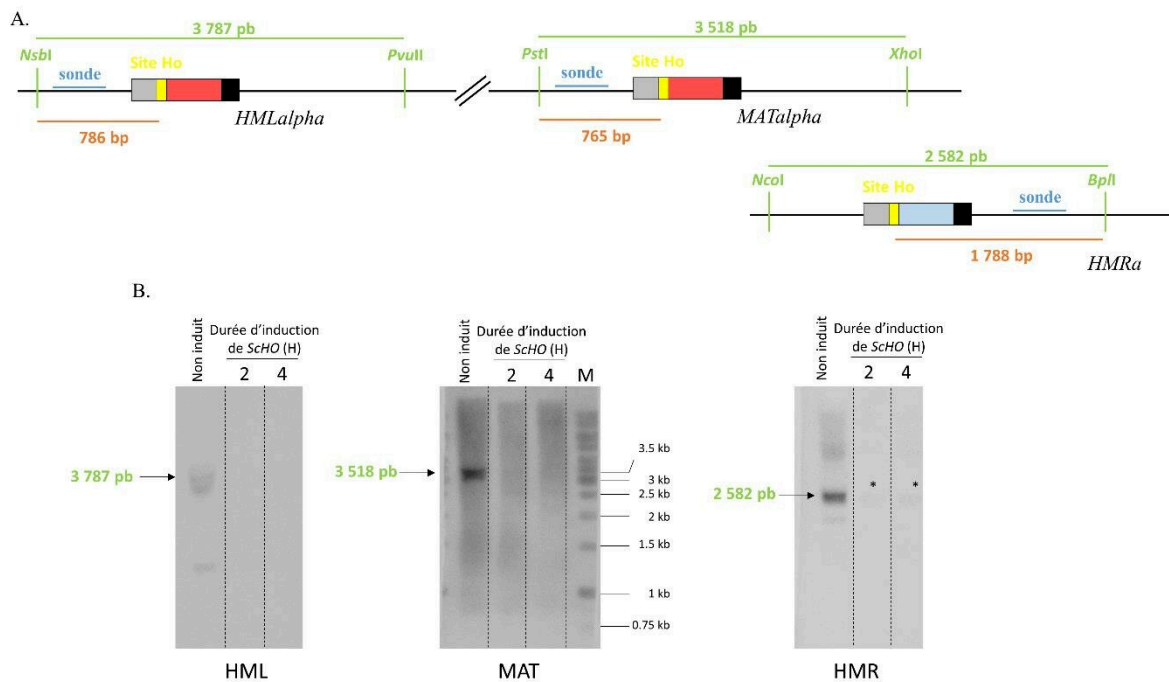 A.
3 787 pb
3 518 pb
NsbI
PvuII
PstI
XhoI
sonde
Site Ho
sonde
Site Ho
HMLalpha
MATalpha
786 bp
765 bp
2 582 pb
NcoI
BplI
Site Ho
sonde
1 788 bp
HMRa
B.
Non induit
Durée d'induction
de ScHO (H)
2 4
3 787 pb
HML
Non induit
Durée d'induction
de ScHO (H)
2 4 M
3 518 pb
3.5 kb
3 kb
2.5 kb
2 kb
1.5 kb
1 kb
0.75 kb
MAT
Non induit
Durée d'induction
de ScHO (H)
2 4
2 582 pb
* *
HMR